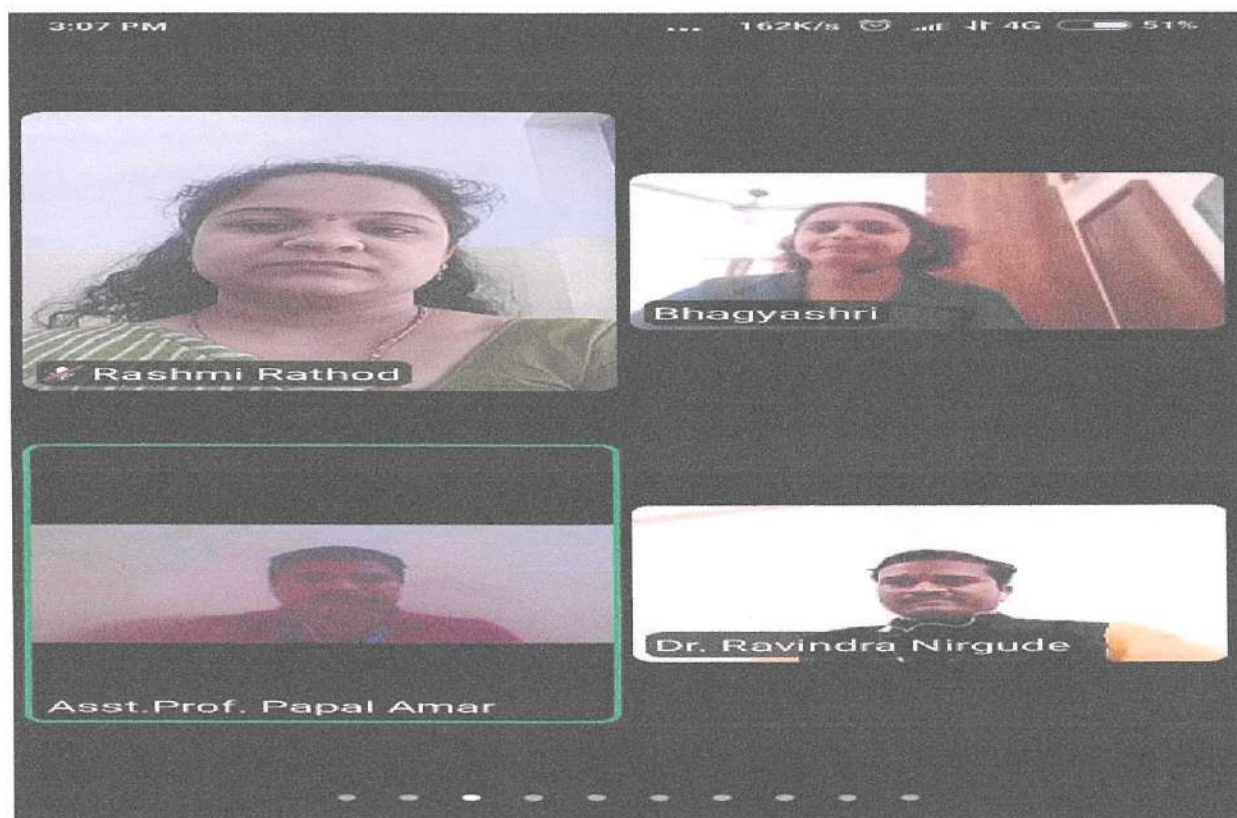 3:07 PM ... 162K/s 4G 51%
Rashmi Rathod
Bhagyashri
Asst.Prof. Papal Amar
Dr. Ravindra Nirgude